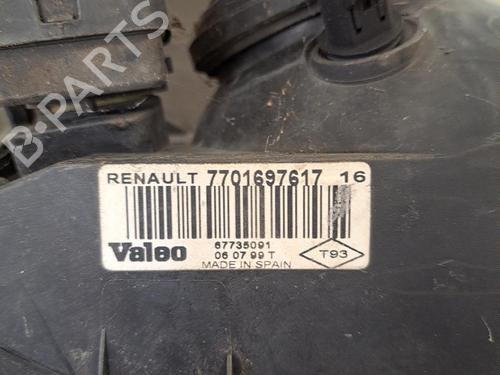 B-PARTS
RENAULT 7701697617 16
Valeo
67735091
06 07 99 T
MADE IN SPAIN
T93